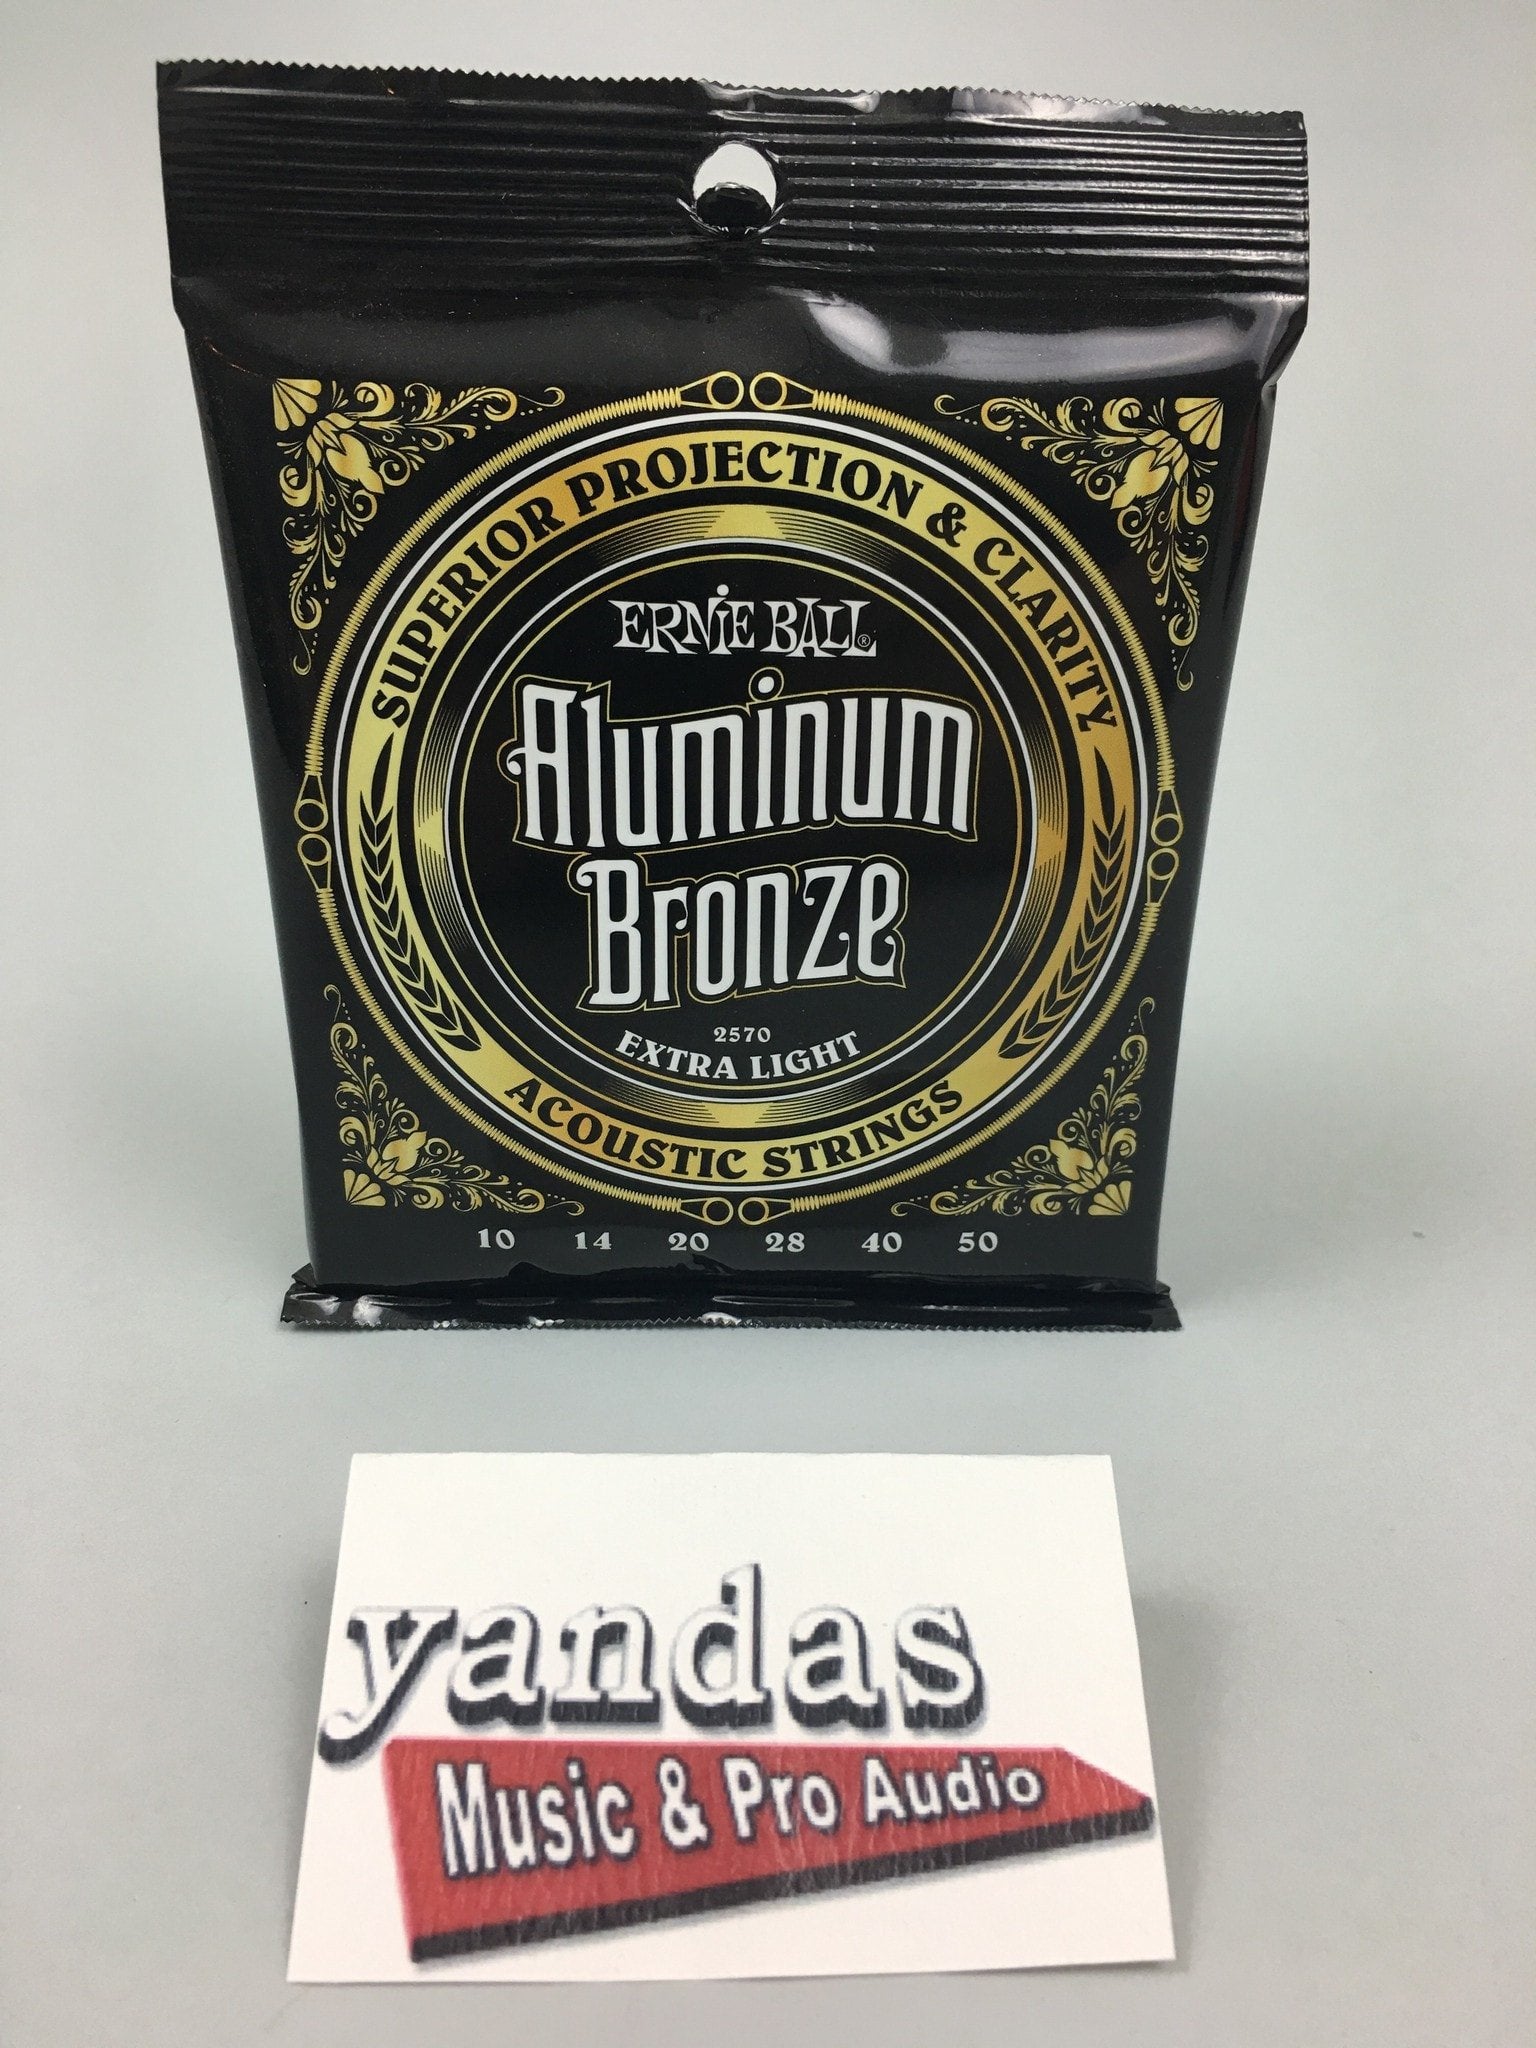 SUPERIOR PROJECTION & CLARITY
ERNIE BALL®
Aluminum
Bronze
2570
EXTRA LIGHT
ACOUSTIC STRINGS
10 14 20 28 40 50
yandas
Music & Pro Audio